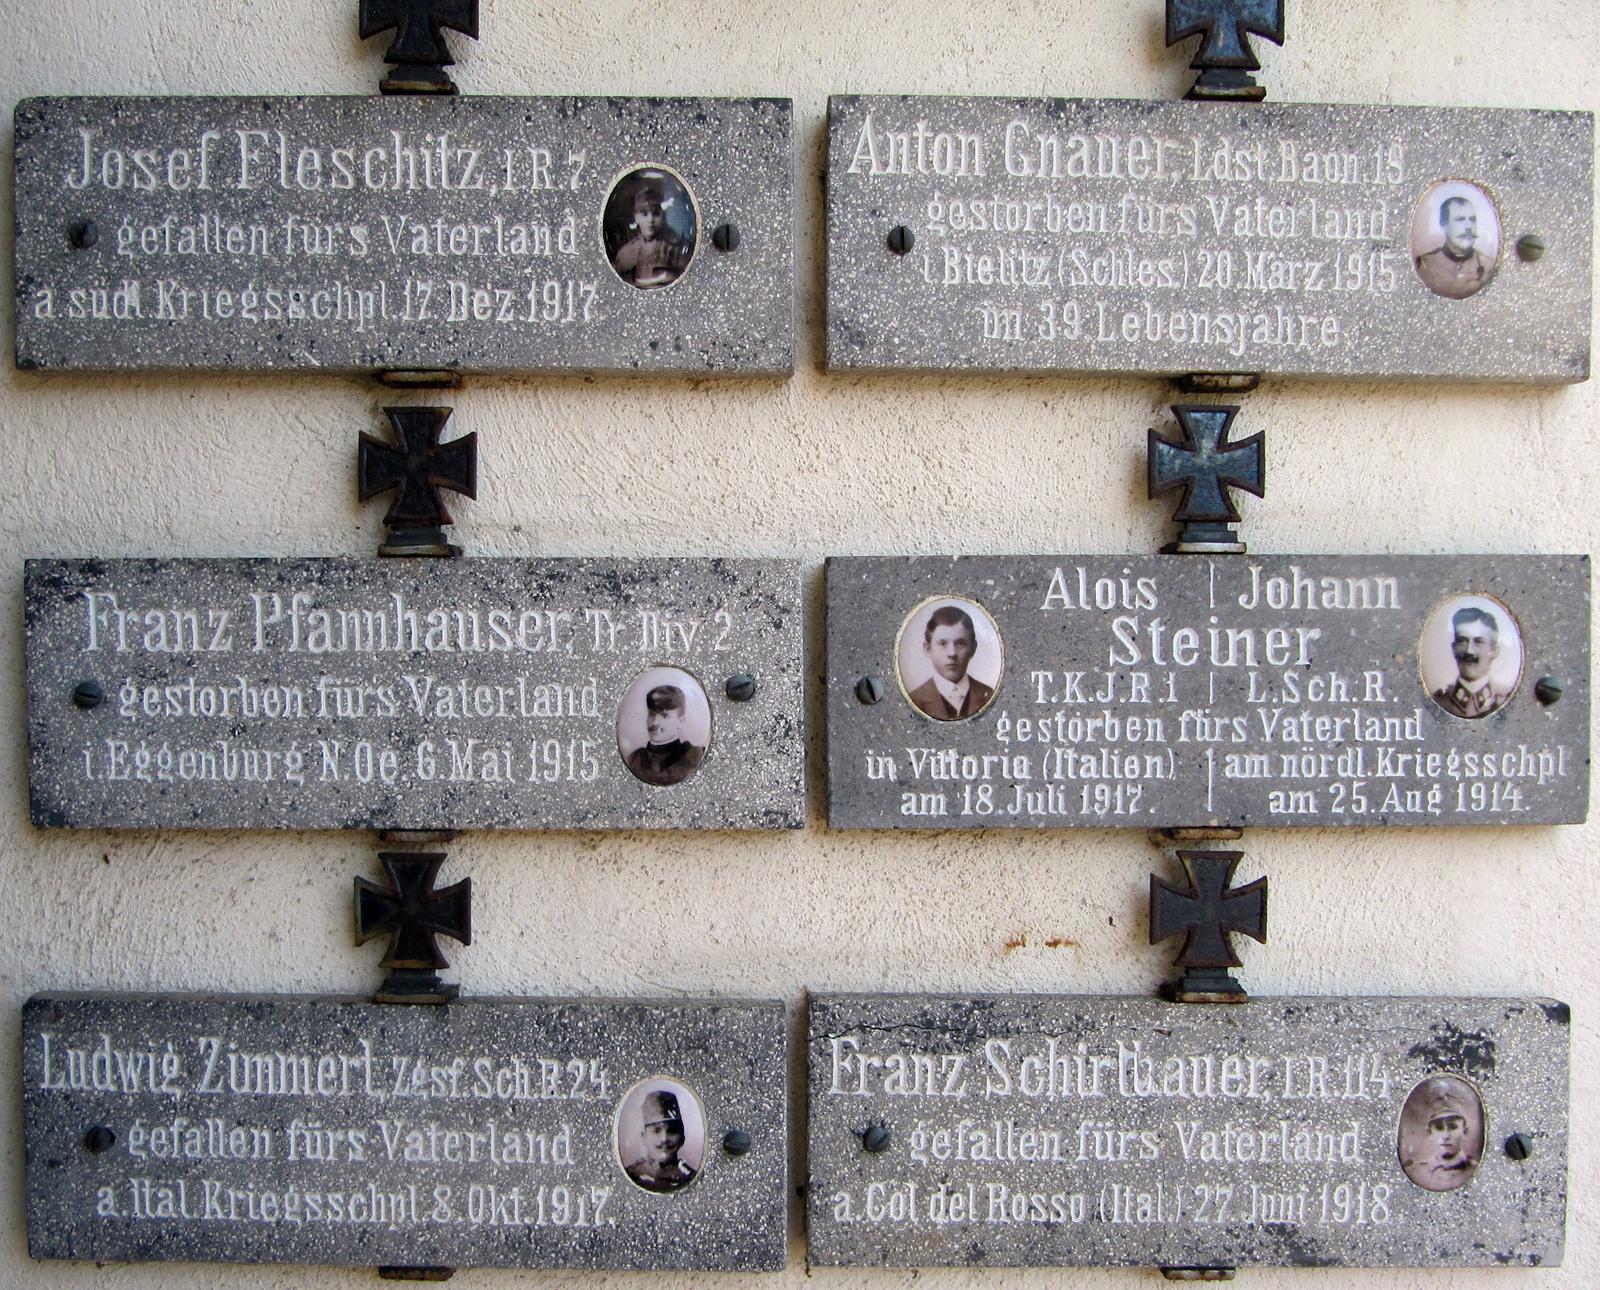 Josef Fleschitz, I R. 7
gefallen fürs Vaterland
a südl. Kriegsschpl. 17. Dez. 1917
Anton Gnauer, Ldst. Baon. 19
gestorben fürs Vaterland
i Bielitz (Schles.) 20. März 1915
im 39. Lebensjahre
Franz Pfannhauser, Tr. Div. 2
gestorben fürs Vaterland
i. Eggenburg N. Oe. 6. Mai 1915
Alois | Johann
Steiner
T.K.J.R.1 | L.Sch.R.
gestorben fürs Vaterland
in Vittoria (Italien) | am nördl. Kriegsschpl
am 18. Juli 1917. | am 25. Aug 1914.
Ludwig Zimmerl, Zgsf. Sch. R. 24
gefallen fürs Vaterland
a. Ital. Kriegsschpl. 8. Okt. 1917.
Franz Schirlbauer, I R. 114
gefallen fürs Vaterland
a. Col del Rosso (Ital.) 27. Juni 1918